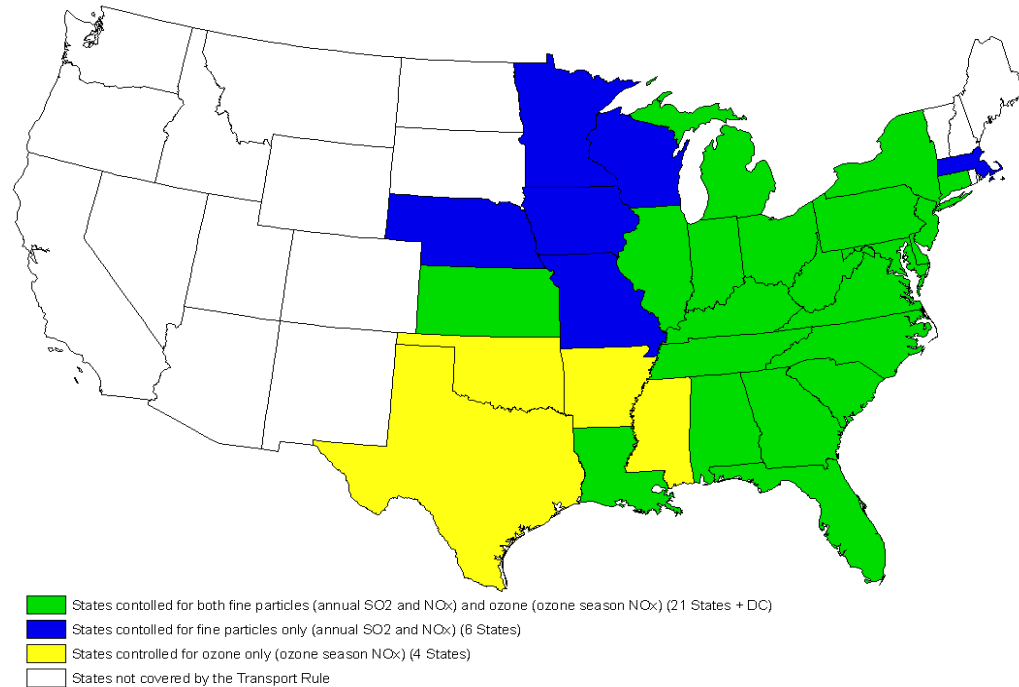 States contolled for both fine particles (annual SO2 and NOx) and ozone (ozone season NOx) (21 States + DC)
States contolled for fine particles only (annual SO2 and NOx) (6 States)
States controlled for ozone only (ozone season NOx) (4 States)
States not covered by the Transport Rule